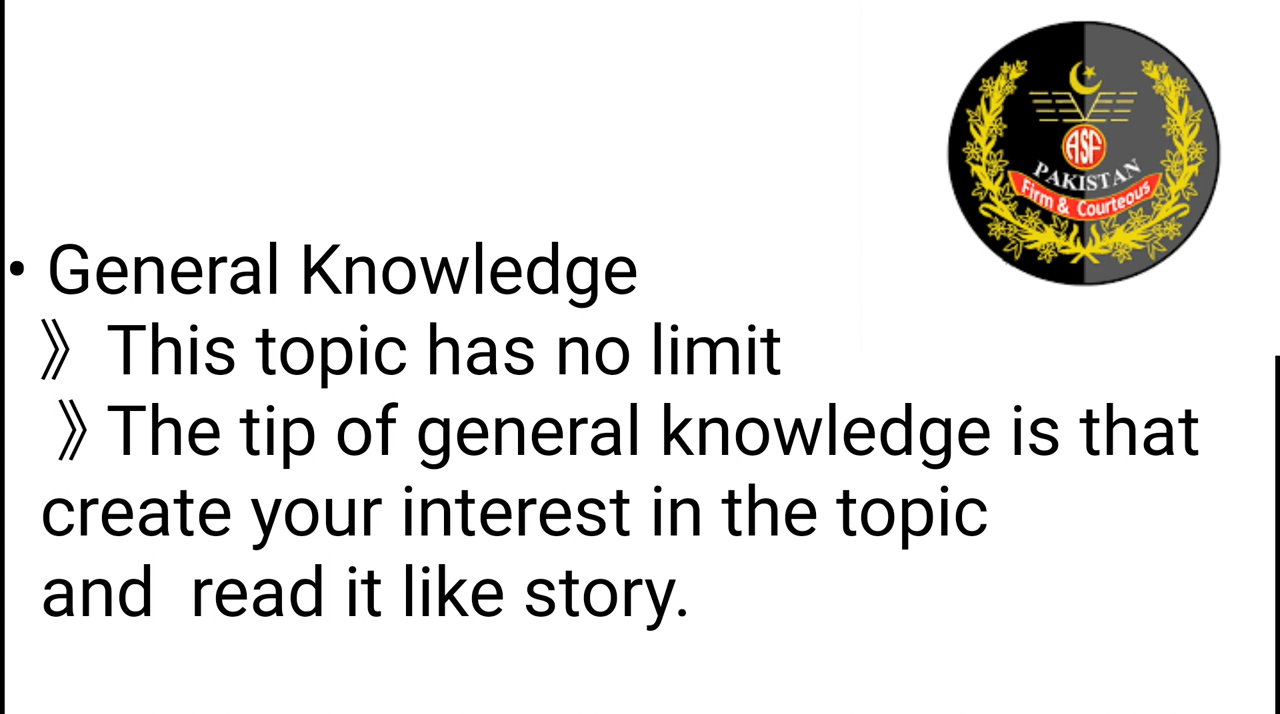 ASF
PAKISTAN
Firm & Courteous
• General Knowledge
》 This topic has no limit
》The tip of general knowledge is that
create your interest in the topic
and  read it like story.